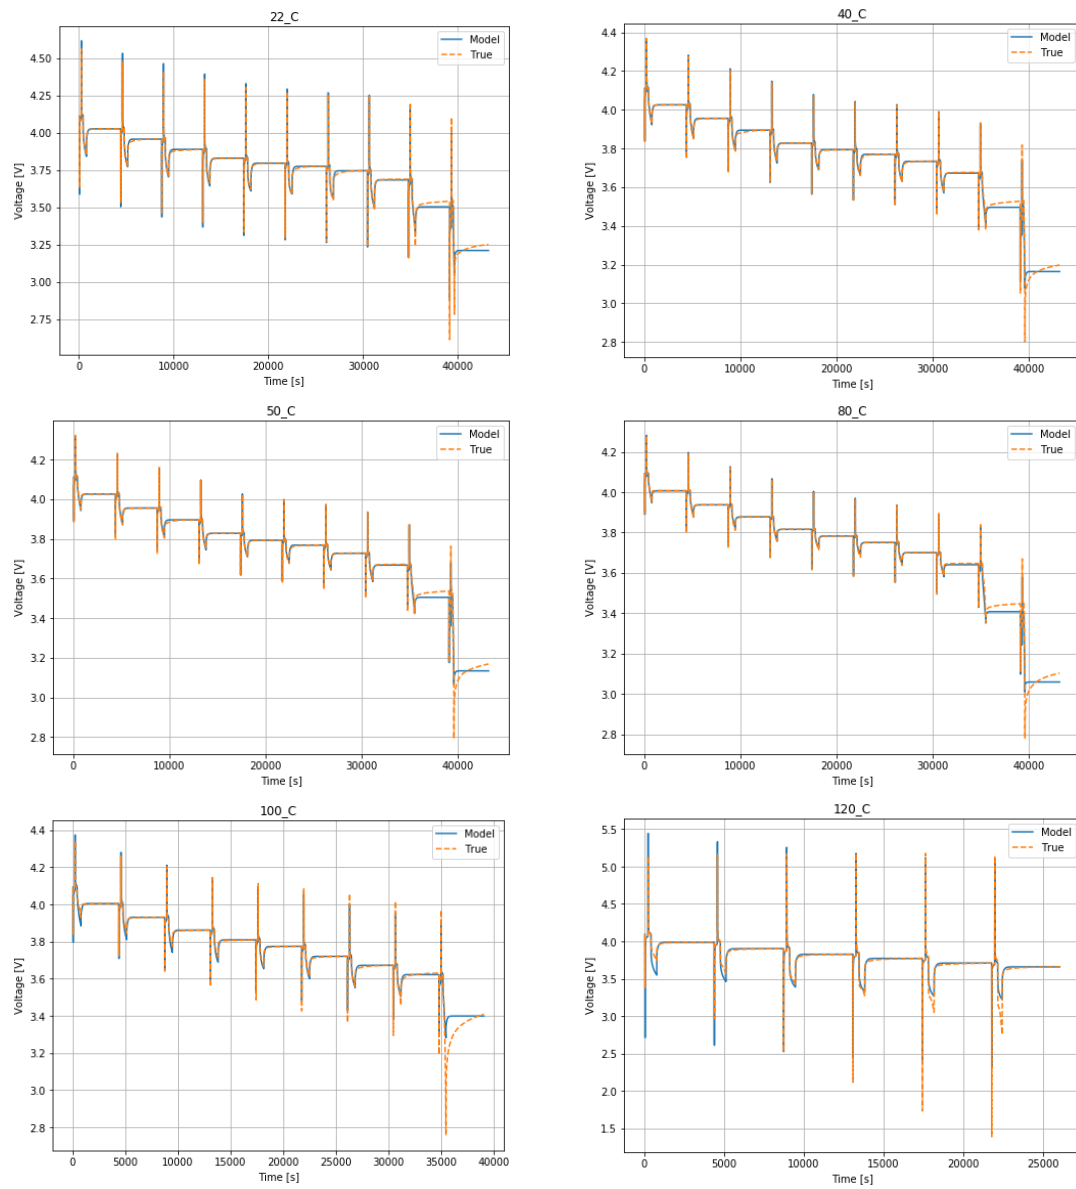 22_C
Model
True
4.50
4.25
4.00
3.75
3.50
3.25
3.00
2.75
Voltage [V]
0 10000 20000 30000 40000
Time [s]
40_C
Model
True
4.4
4.2
4.0
3.8
3.6
3.4
3.2
3.0
2.8
Voltage [V]
0 10000 20000 30000 40000
Time [s]
50_C
Model
True
4.2
4.0
3.8
3.6
3.4
3.2
3.0
2.8
Voltage [V]
0 10000 20000 30000 40000
Time [s]
80_C
Model
True
4.2
4.0
3.8
3.6
3.4
3.2
3.0
2.8
Voltage [V]
0 10000 20000 30000 40000
Time [s]
100_C
Model
True
4.4
4.2
4.0
3.8
3.6
3.4
3.2
3.0
2.8
Voltage [V]
0 5000 10000 15000 20000 25000 30000 35000 40000
Time [s]
120_C
Model
True
5.5
5.0
4.5
4.0
3.5
3.0
2.5
2.0
1.5
Voltage [V]
0 5000 10000 15000 20000 25000
Time [s]